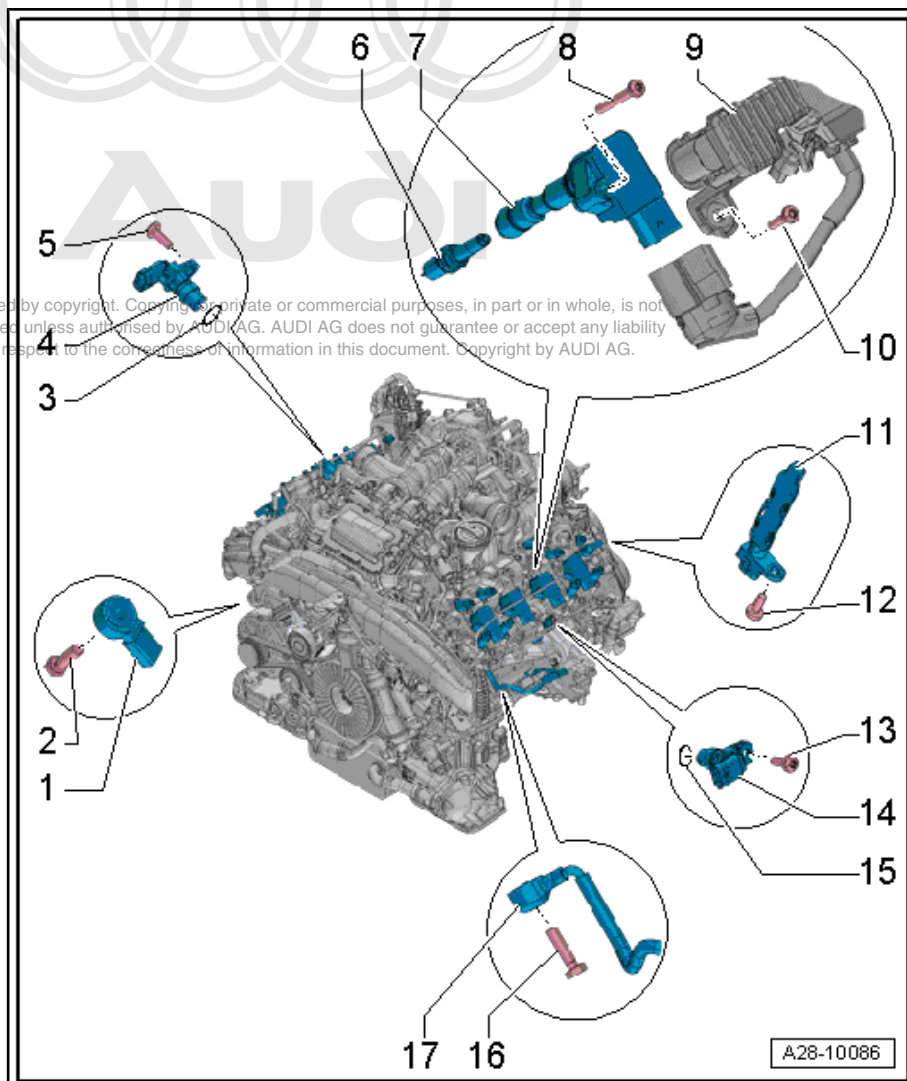 6 7 8 9
AUDI
5
ed by copyright. Copying for private or commercial purposes, in part or in whole, is not
ed unless authorised by AUDI AG. AUDI AG does not guarantee or accept any liability
respect to the correctness of information in this document. Copyright by AUDI AG.
4
10
3
11
12
2
13
1
14
15
17 16
A28-10086